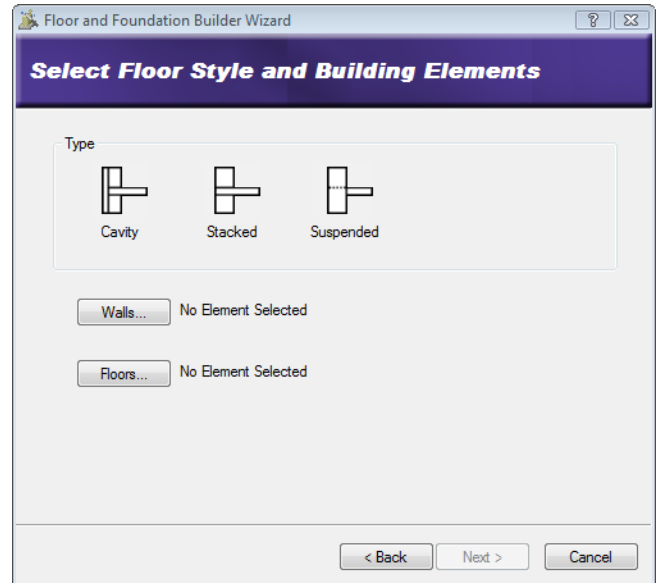 Floor and Foundation Builder Wizard
Select Floor Style and Building Elements
Type
Cavity Stacked Suspended
Walls... No Element Selected
Floors... No Element Selected
< Back Next > Cancel